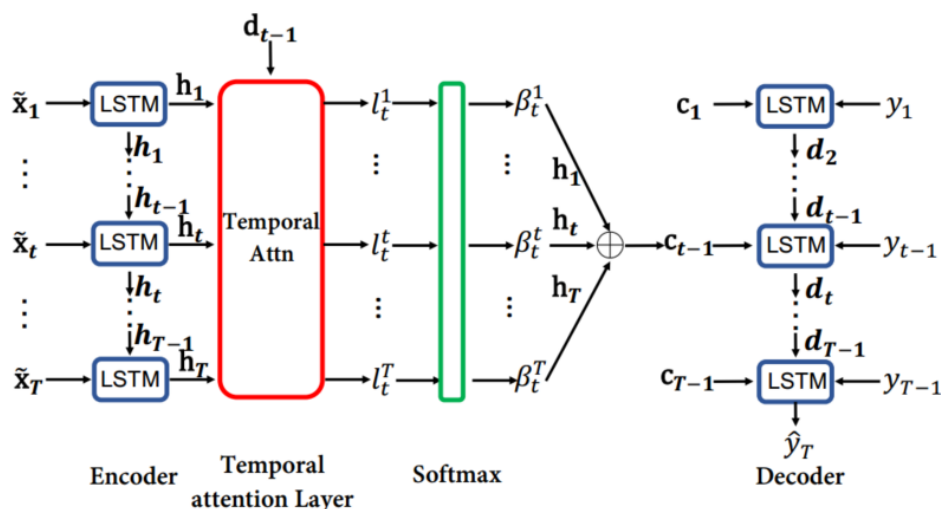 d_{t−1}
x̃_1 LSTM h_1 l_t^1 β_t^1 c_1 LSTM y_1
h_1 h_1 d_2
⋮ ⋮ ⋮ ⋮
h_{t−1} d_{t−1}
x̃_t LSTM h_t Temporal l_t^t β_t^t h_t ⊕ c_{t−1} LSTM y_{t−1}
Attn
h_t h_T d_t
⋮ ⋮ ⋮ ⋮
h_{T−1} d_{T−1}
x̃_T LSTM h_T l_t^T β_t^T c_{T−1} LSTM y_{T−1}
ŷ_T
Encoder Temporal Softmax Decoder
attention Layer